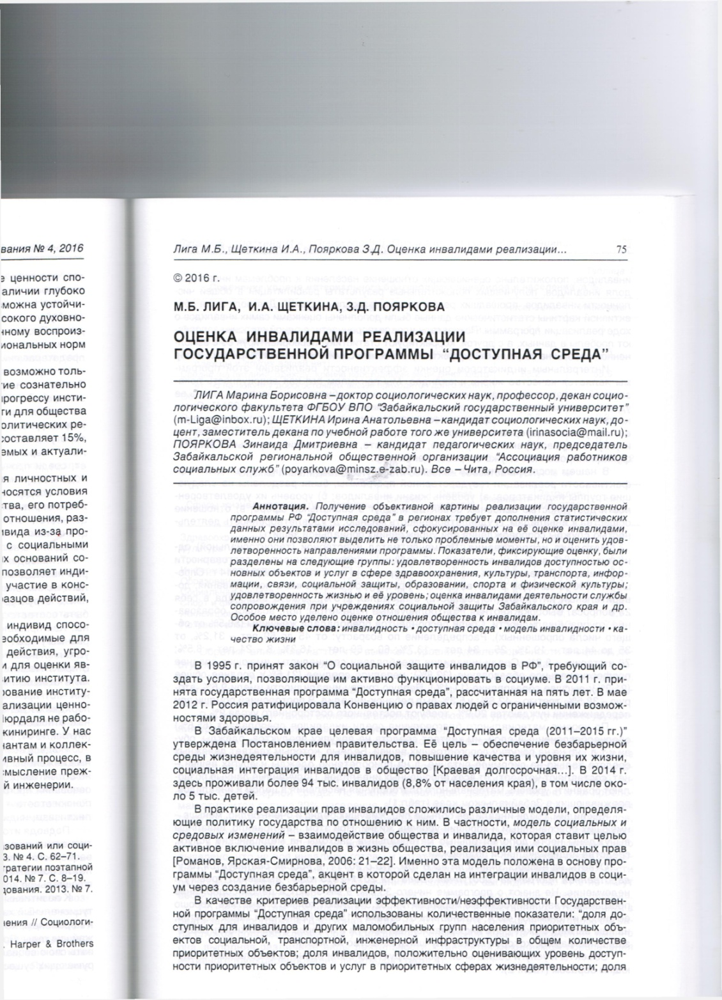 вания № 4, 2016
е ценности спо-
аличии глубоко
можна устойчи-
сокого духовно-
нному воспроиз-
иональных норм
возможно толь-
ие сознательно
прогрессу инсти-
ти для общества
олитических ре-
составляет 15%,
емых и актуали-
я личностных и
носятся условия
тва, его потреб-
отношения, раз-
ивида из-за про-
с социальными
х оснований со-
позволяет инди-
участие в конс-
разцов действий,
индивид спосо-
еобходимые для
действия, угро-
и для оценки яв-
витию института.
рование институ-
ализации ценно-
Нюрдаля не рабо-
жиниринге. У нас
нантам и коллек-
ивный процесс, в
смысление преж-
й инженерии.
зований или соци-
3. № 4. С. 62–71.
тратегии поэтапной
014. № 7. С. 8–19.
дования. 2013. № 7.
нения // Социологи-
. Harper & Brothers
Лига М.Б., Щеткина И.А., Пояркова З.Д. Оценка инвалидами реализации... 75
© 2016 г.
М.Б. ЛИГА, И.А. ЩЕТКИНА, З.Д. ПОЯРКОВА
ОЦЕНКА ИНВАЛИДАМИ РЕАЛИЗАЦИИ
ГОСУДАРСТВЕННОЙ ПРОГРАММЫ “ДОСТУПНАЯ СРЕДА”
ЛИГА Марина Борисовна – доктор социологических наук, профессор, декан социо-
логического факультета ФГБОУ ВПО “Забайкальский государственный университет”
(m-Liga@inbox.ru); ЩЕТКИНА Ирина Анатольевна – кандидат социологических наук, до-
цент, заместитель декана по учебной работе того же университета (irinasocia@mail.ru);
ПОЯРКОВА Зинаида Дмитриевна – кандидат педагогических наук, председатель
Забайкальской региональной общественной организации “Ассоциация работников
социальных служб” (poyarkova@minsz.e-zab.ru). Все – Чита, Россия.
Аннотация. Получение объективной картины реализации государственной
программы РФ “Доступная среда” в регионах требует дополнения статистических
данных результатами исследований, сфокусированных на её оценке инвалидами,
именно они позволяют выделить не только проблемные моменты, но и оценить удов-
летворенность направлениями программы. Показатели, фиксирующие оценку, были
разделены на следующие группы: удовлетворенность инвалидов доступностью ос-
новных объектов и услуг в сфере здравоохранения, культуры, транспорта, инфор-
мации, связи, социальной защиты, образовании, спорта и физической культуры;
удовлетворенность жизнью и её уровень; оценка инвалидами деятельности службы
сопровождения при учреждениях социальной защиты Забайкальского края и др.
Особое место уделено оценке отношения общества к инвалидам.
Ключевые слова: инвалидность • доступная среда • модель инвалидности • ка-
чество жизни
В 1995 г. принят закон “О социальной защите инвалидов в РФ”, требующий со-
здать условия, позволяющие им активно функционировать в социуме. В 2011 г. при-
нята государственная программа “Доступная среда”, рассчитанная на пять лет. В мае
2012 г. Россия ратифицировала Конвенцию о правах людей с ограниченными возмож-
ностями здоровья.
В Забайкальском крае целевая программа “Доступная среда (2011–2015 гг.)”
утверждена Постановлением правительства. Её цель – обеспечение безбарьерной
среды жизнедеятельности для инвалидов, повышение качества и уровня их жизни,
социальная интеграция инвалидов в общество [Краевая долгосрочная...]. В 2014 г.
здесь проживали более 94 тыс. инвалидов (8,8% от населения края), в том числе око-
ло 5 тыс. детей.
В практике реализации прав инвалидов сложились различные модели, определя-
ющие политику государства по отношению к ним. В частности, модель социальных и
средовых изменений – взаимодействие общества и инвалида, которая ставит целью
активное включение инвалидов в жизнь общества, реализация ими социальных прав
[Романов, Ярская-Смирнова, 2006: 21–22]. Именно эта модель положена в основу про-
граммы “Доступная среда”, акцент в которой сделан на интеграции инвалидов в соци-
ум через создание безбарьерной среды.
В качестве критериев реализации эффективности/неэффективности Государствен-
ной программы “Доступная среда” использованы количественные показатели: “доля до-
ступных для инвалидов и других маломобильных групп населения приоритетных объ-
ектов социальной, транспортной, инженерной инфраструктуры в общем количестве
приоритетных объектов; доля инвалидов, положительно оценивающих уровень доступ-
ности приоритетных объектов и услуг в приоритетных сферах жизнедеятельности; доля